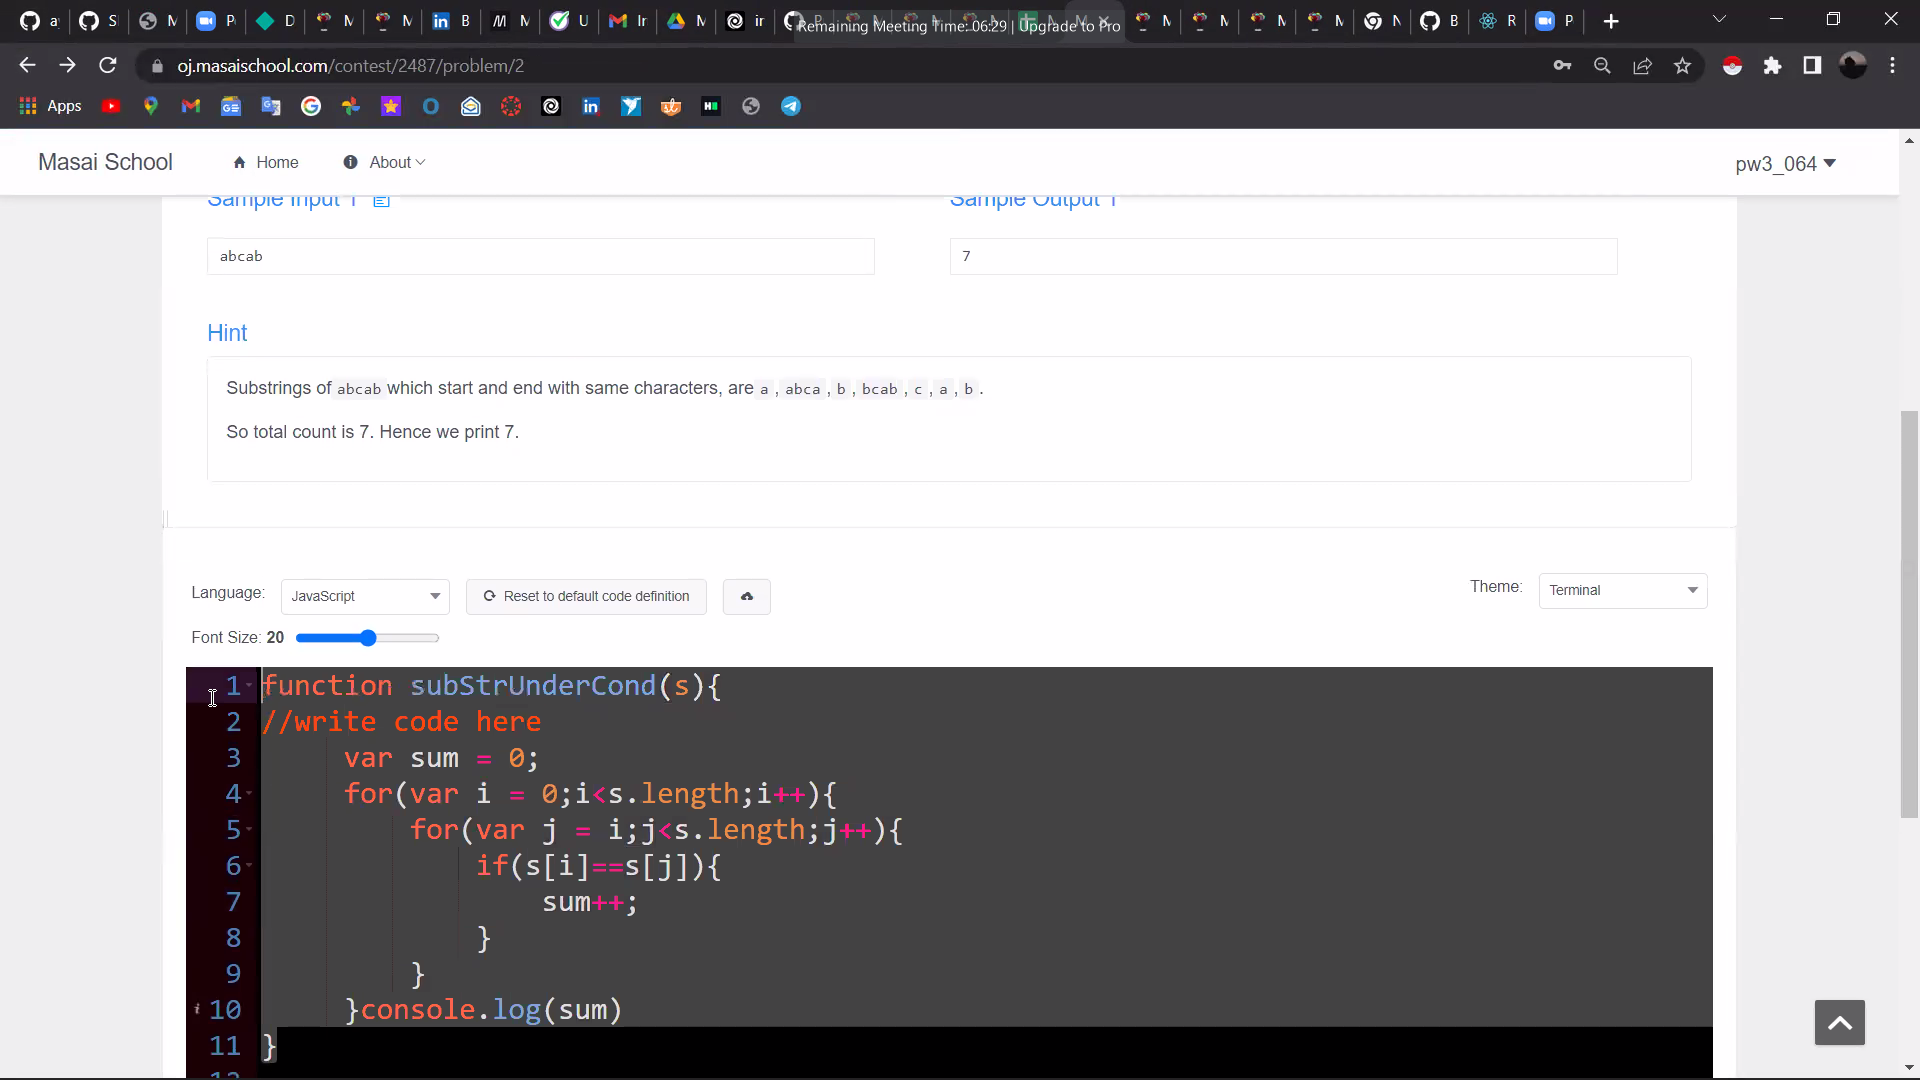 Remaining Meeting Time: 06:29 | Upgrade to Pro
oj.masaischool.com/contest/2487/problem/2
Apps
Masai School
Home
About
pw3_064
Sample Input 1
Sample Output 1
abcab
7
Hint
Substrings of abcab which start and end with same characters, are a , abca , b , bcab , c , a , b .
So total count is 7. Hence we print 7.
Language:
JavaScript
Reset to default code definition
Theme:
Terminal
Font Size: 20
1 function subStrUnderCond(s){
2 //write code here
3 var sum = 0;
4 for(var i = 0;i<s.length;i++){
5 for(var j = i;j<s.length;j++){
6 if(s[i]==s[j]){
7 sum++;
8 }
9 }
10 }console.log(sum)
11 }
12